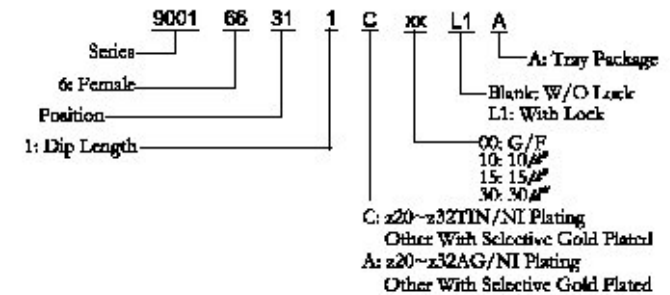 9001 66 31 1 C xx L1 A
Series
A: Tray Package
6: Female
Blank: W/O Lock
Position
L1: With Lock
1: Dip Length
00: G/F
10: 10μ"
15: 15μ"
30: 30μ"
C: z20~z32TIN/NI Plating
Other With Selective Gold Plated
A: z20~z32AG/NI Plating
Other With Selective Gold Plated